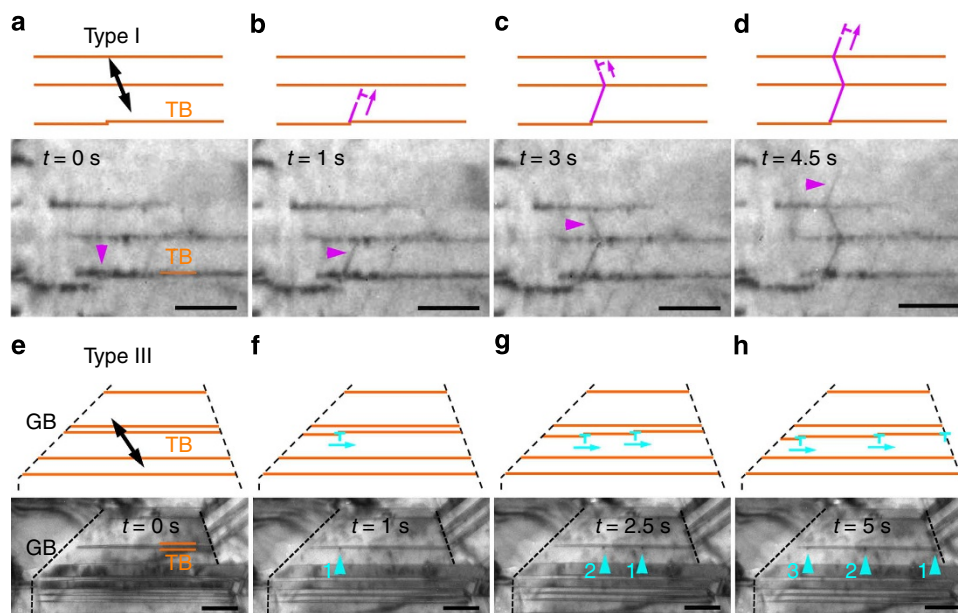 a
Type I
TB
b
c
d
t = 0 s
TB
t = 1 s
t = 3 s
t = 4.5 s
e
Type III
GB
TB
f
g
h
t = 0 s
GB
TB
t = 1 s
1
t = 2.5 s
2 1
t = 5 s
3 2 1